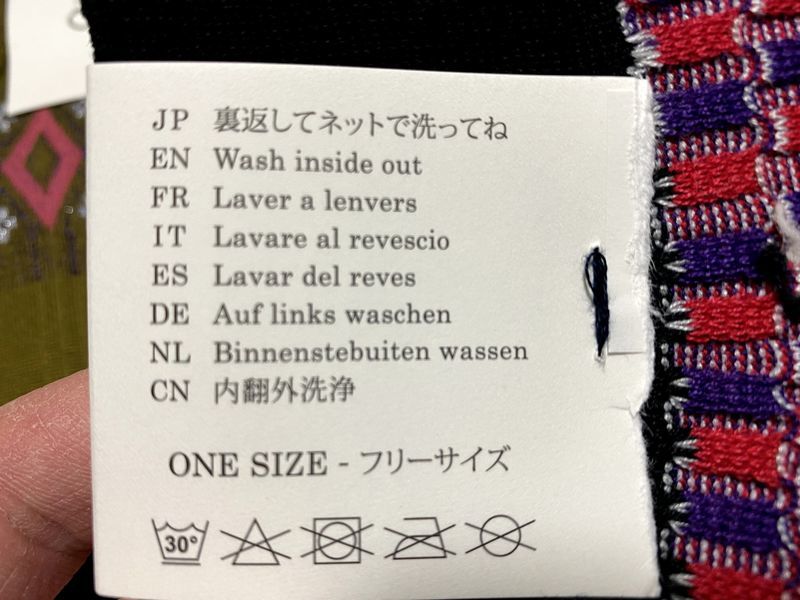 JP 裏返してネットで洗ってね
EN Wash inside out
FR Laver a lenvers
IT Lavare al revescio
ES Lavar del reves
DE Auf links waschen
NL Binnenstebuiten wassen
CN 内翻外洗浄
ONE SIZE - フリーサイズ
30°